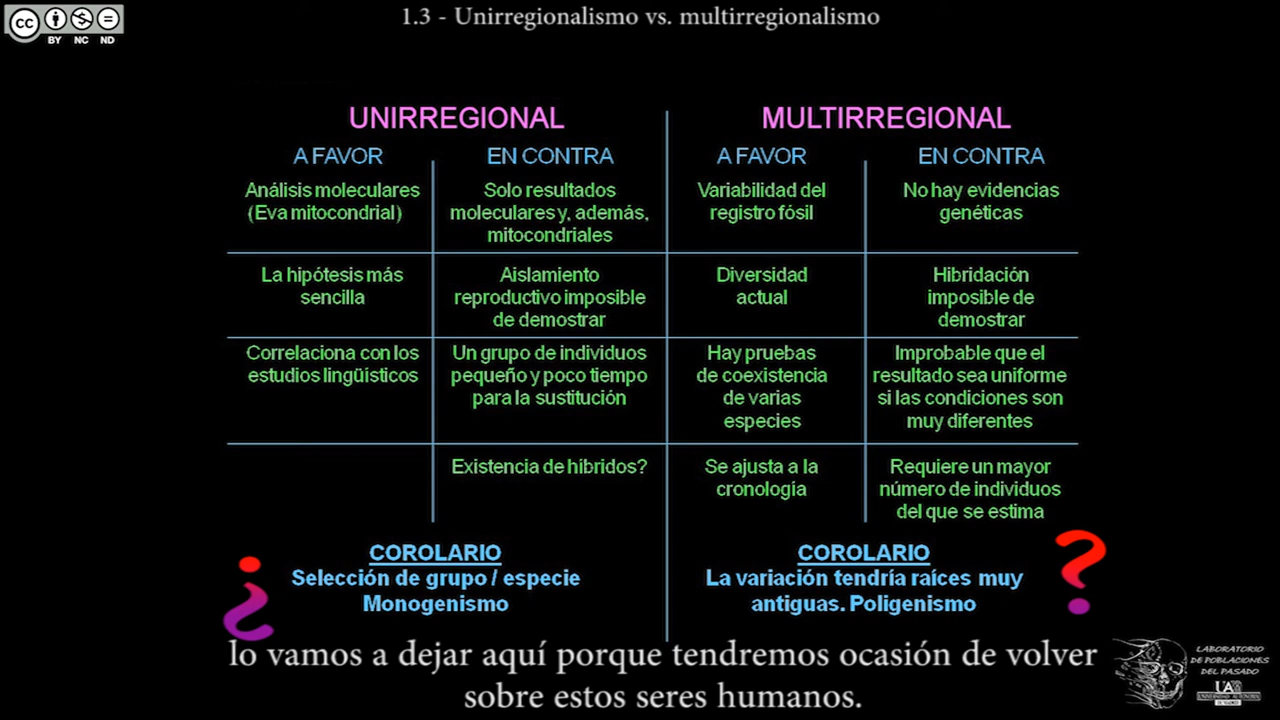 1.3 - Unirregionalismo vs. multirregionalismo
cc
BY NC ND
UNIRREGIONAL
MULTIRREGIONAL
A FAVOR
EN CONTRA
A FAVOR
EN CONTRA
Análisis moleculares
(Eva mitocondrial)
Solo resultados
moleculares y, además,
mitocondriales
Variabilidad del
registro fósil
No hay evidencias
genéticas
La hipótesis más
sencilla
Aislamiento
reproductivo imposible
de demostrar
Diversidad
actual
Hibridación
imposible de
demostrar
Correlaciona con los
estudios lingüísticos
Un grupo de individuos
pequeño y poco tiempo
para la sustitución
Hay pruebas
de coexistencia
de varias
especies
Improbable que el
resultado sea uniforme
si las condiciones son
muy diferentes
Existencia de híbridos?
Se ajusta a la
cronología
Requiere un mayor
número de individuos
del que se estima
¿
COROLARIO
Selección de grupo / especie
Monogenismo
COROLARIO
La variación tendría raíces muy
antiguas. Poligenismo
?
lo vamos a dejar aquí porque tendremos ocasión de volver
sobre estos seres humanos.
LABORATORIO
DE POBLACIONES
DEL PASADO
UAM